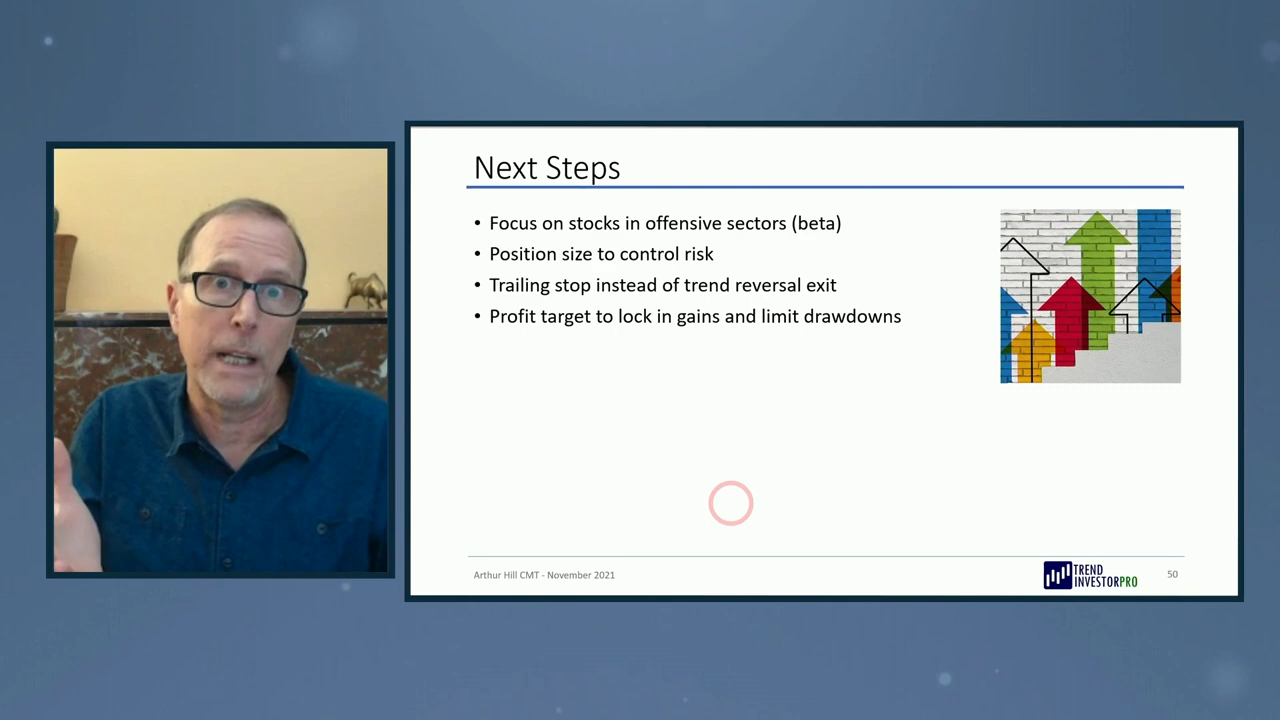 Next Steps
• Focus on stocks in offensive sectors (beta)
• Position size to control risk
• Trailing stop instead of trend reversal exit
• Profit target to lock in gains and limit drawdowns
Arthur Hill CMT - November 2021
TREND
INVESTORPRO
50